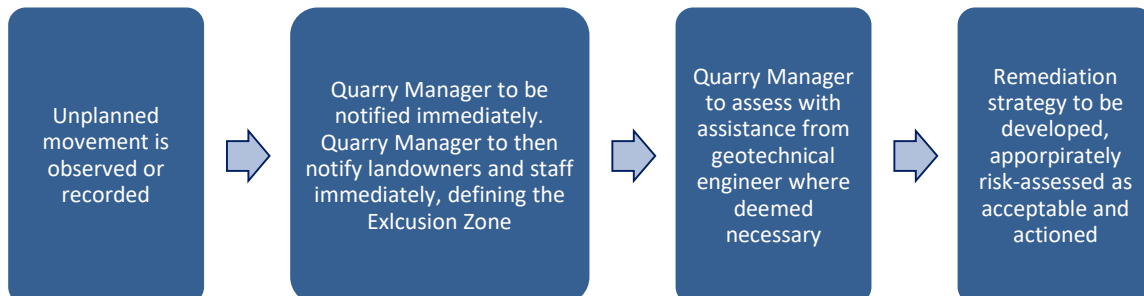 Unplanned
movement is
observed or
recorded
Quarry Manager to be
notified immediately.
Quarry Manager to then
notify landowners and staff
immediately, defining the
Exlcusion Zone
Quarry Manager
to assess with
assistance from
geotechnical
engineer where
deemed
necessary
Remediation
strategy to be
developed,
apporpirately
risk-assessed as
acceptable and
actioned